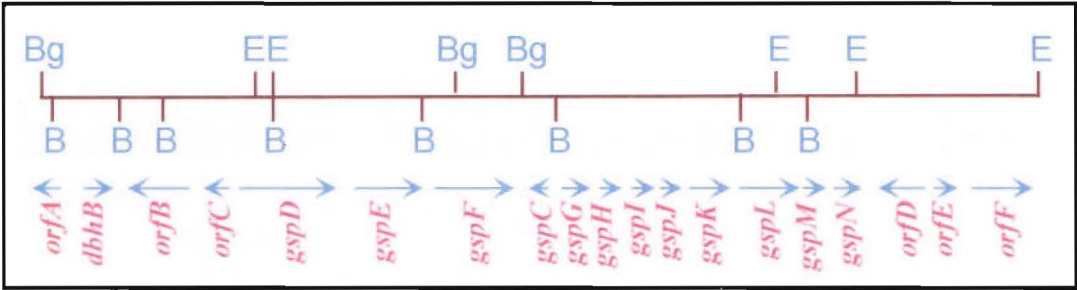 Bg EE Bg Bg E E E
B B B B B B B B
orfA dbhB orfB orfC gspD gspE gspF gspC gspG gspH gspI gspJ gspK gspL gspM gspN orfD orfE orfF